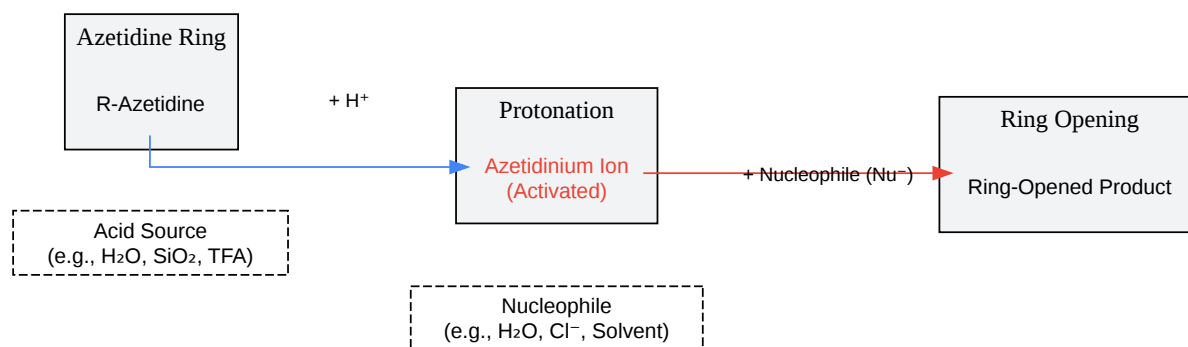 Azetidine Ring
R-Azetidine
+ H⁺
Protonation
Azetidinium Ion
(Activated)
+ Nucleophile (Nu⁻)
Ring Opening
Ring-Opened Product
Acid Source
(e.g., H₂O, SiO₂, TFA)
Nucleophile
(e.g., H₂O, Cl⁻, Solvent)